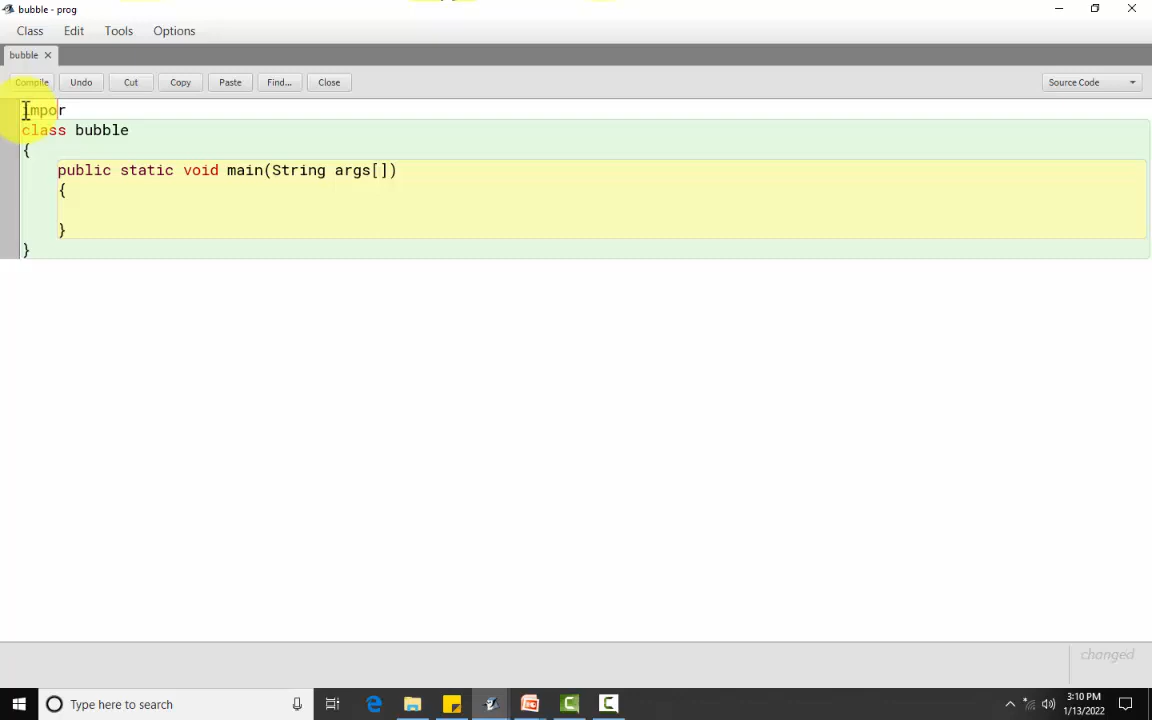 bubble - prog
Class Edit Tools Options
bubble
Compile Undo Cut Copy Paste Find... Close Source Code
impor
class bubble
{
public static void main(String args[])
{
}
}
changed
Type here to search
3:10 PM
1/13/2022